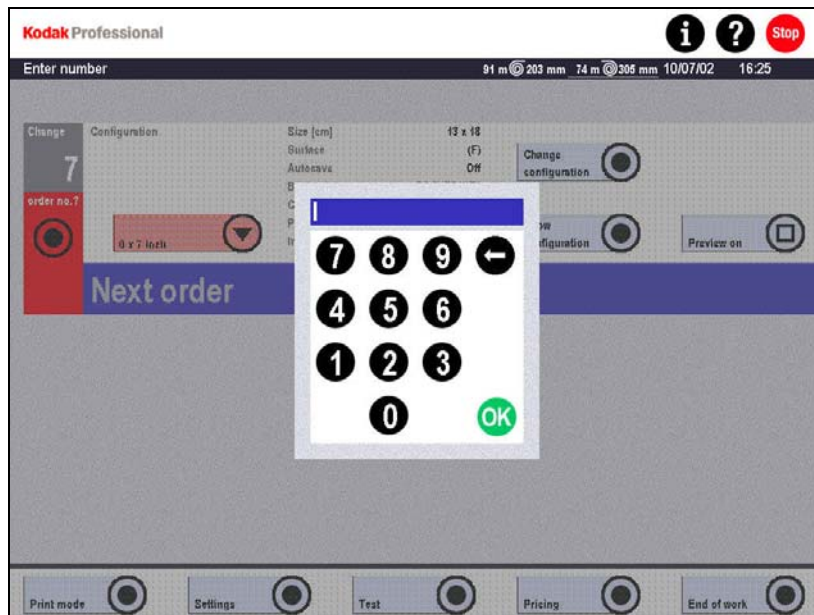 Kodak Professional
i ? Stop
Enter number 91 m 203 mm 74 m 305 mm 10/07/02 16:25
Change Configuration Size [cm] 13 x 18
7 Surface (F) Change configuration
Autosave Off
order no.?
7 8 9
Preview on
Next order
4 5 6
1 2 3
0 OK
Print mode Settings Test Pricing End of work